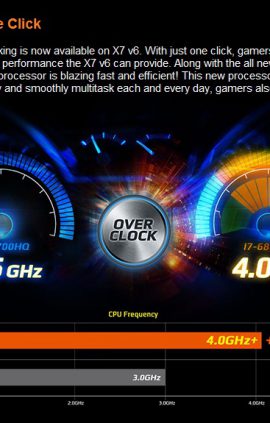 e Click
king is now available on X7 v6. With just one click, gamers
performance the X7 v6 can provide. Along with the all ne
processor is blazing fast and efficient! This new process
y and smoothly multitask each and every day, gamers als
OVER
CLOCK
700HQ
I7-68
GHz
4.0
CPU Frequency
4.0GHz+
3.0GHz
2.0GHz
3.0GHz
4.0GHz